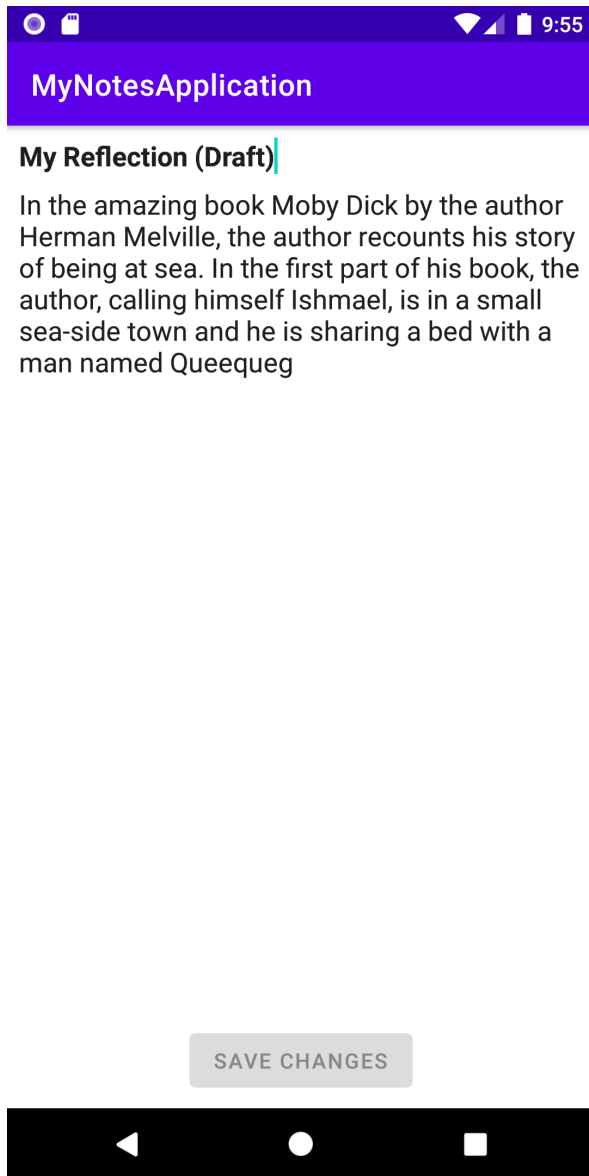 9:55
MyNotesApplication
My Reflection (Draft)
In the amazing book Moby Dick by the author
Herman Melville, the author recounts his story
of being at sea. In the first part of his book, the
author, calling himself Ishmael, is in a small
sea-side town and he is sharing a bed with a
man named Queequeg
SAVE CHANGES